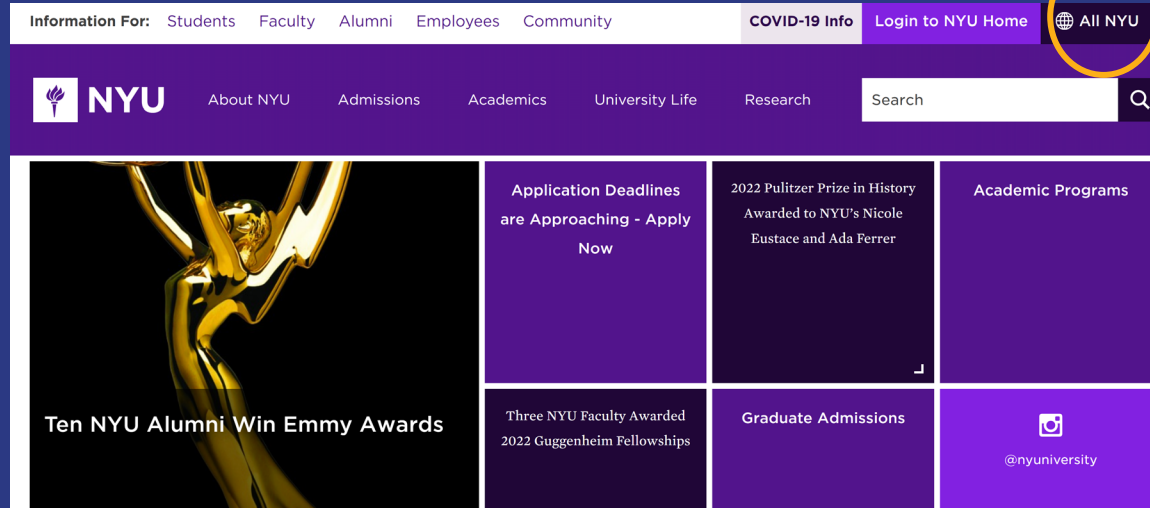 Information For: Students Faculty Alumni Employees Community COVID-19 Info Login to NYU Home All NYU
NYU About NYU Admissions Academics University Life Research Search
Ten NYU Alumni Win Emmy Awards
Application Deadlines
are Approaching - Apply
Now
2022 Pulitzer Prize in History
Awarded to NYU's Nicole
Eustace and Ada Ferrer
Academic Programs
Three NYU Faculty Awarded
2022 Guggenheim Fellowships
Graduate Admissions
@nyuniversity